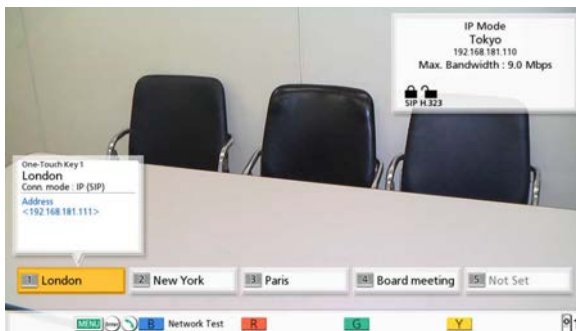 IP Mode
Tokyo
192.168.181.110
Max. Bandwidth : 9.0 Mbps
SIP H.323
One-Touch Key 1
London
Conn. mode : IP (SIP)
Address
<192.168.181.111>
1 London
2 New York
3 Paris
4 Board meeting
5 Not Set
MENU Enter B Network Test R G Y